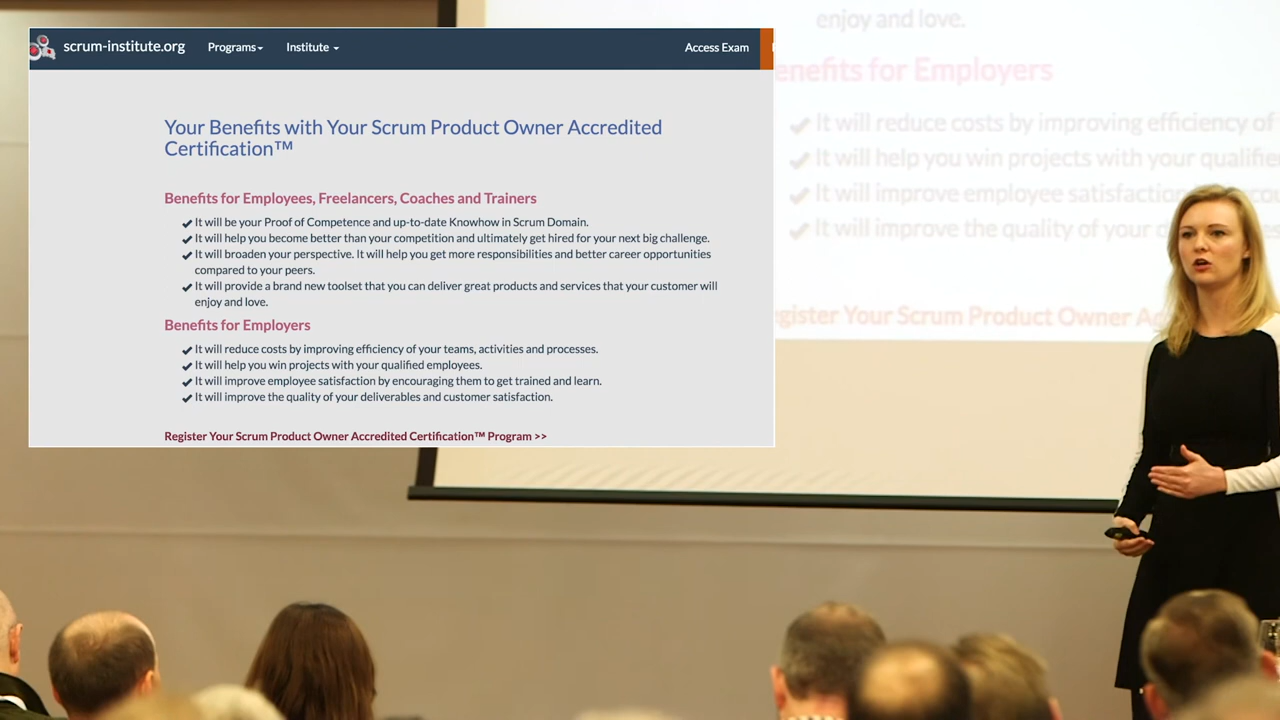 scrum-institute.org Programs Institute Access Exam
Your Benefits with Your Scrum Product Owner Accredited
Certification™
Benefits for Employees, Freelancers, Coaches and Trainers
It will be your Proof of Competence and up-to-date Knowhow in Scrum Domain.
It will help you become better than your competition and ultimately get hired for your next big challenge.
It will broaden your perspective. It will help you get more responsibilities and better career opportunities
compared to your peers.
It will provide a brand new toolset that you can deliver great products and services that your customer will
enjoy and love.
Benefits for Employers
It will reduce costs by improving efficiency of your teams, activities and processes.
It will help you win projects with your qualified employees.
It will improve employee satisfaction by encouraging them to get trained and learn.
It will improve the quality of your deliverables and customer satisfaction.
Register Your Scrum Product Owner Accredited Certification™ Program >>
enjoy and love.
enefits for Employers
It will reduce costs by improving efficiency of
It will help you win projects with your qualifie
It will improve employee satisfaction
It will improve the quality of your d
gister Your Scrum Product Owner Ac